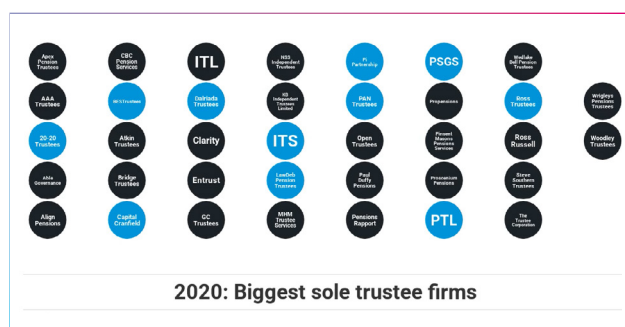 Apex
Pension
Trustees
CBC
Pension
Services
ITL
NSS
Independent
Trustees
PI
Partnership
PSGS
Wedlake
Bell Pension
Trustees
AAA
Trustees
BESTrustees
Dalriada
Trustees
KB
Independent
Trustees
Limited
P&N
Trustees
Propensions
Ross
Trustees
Wrigleys
Pensions
Trustees
20-20
Trustees
Atkin
Trustees
Clarity
ITS
Open
Trustees
Pinsent
Masons
Pensions
Services
Ross
Russell
Woodley
Trustees
Able
Governance
Bridge
Trustees
Entrust
LawDeb
Pension
Trustees
Paul
Duffy
Pensions
Pensions
Steve
Southern
Trustees
Align
Pensions
Capital
Cranfield
GC
Trustees
MHM
Trustee
Services
Pensions
Rapport
PTL
The
Trustee
Corporation
2020: Biggest sole trustee firms